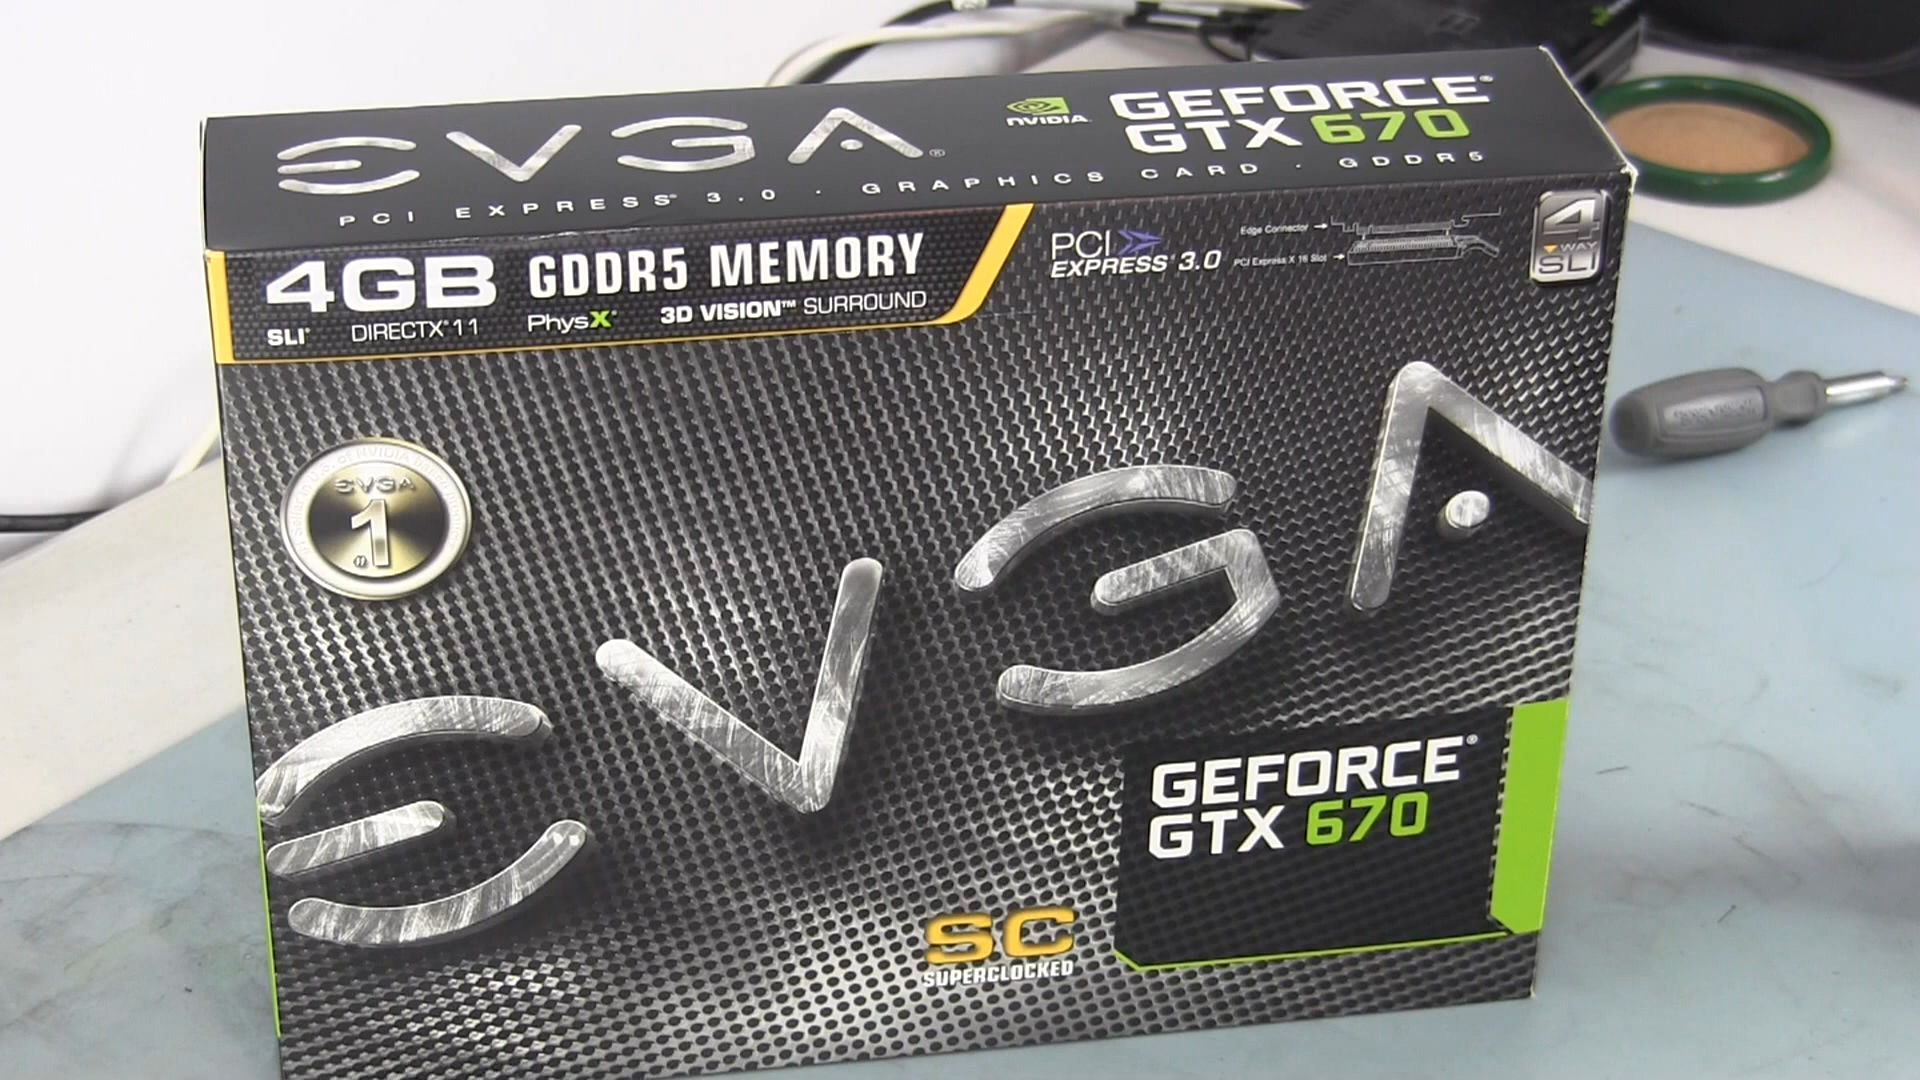 EVGA®
NVIDIA.
GEFORCE®
GTX 670
PCI EXPRESS® 3.0 · GRAPHICS CARD · GDDR5
4GB GDDR5 MEMORY
SLI® DIRECTX® 11 PhysX® 3D VISION™ SURROUND
PCI
EXPRESS® 3.0
Edge Connector
PCI Express X 16 Slot
4
WAY
SLI
EVGA
#1
EVGA
GEFORCE®
GTX 670
SC
SUPERCLOCKED